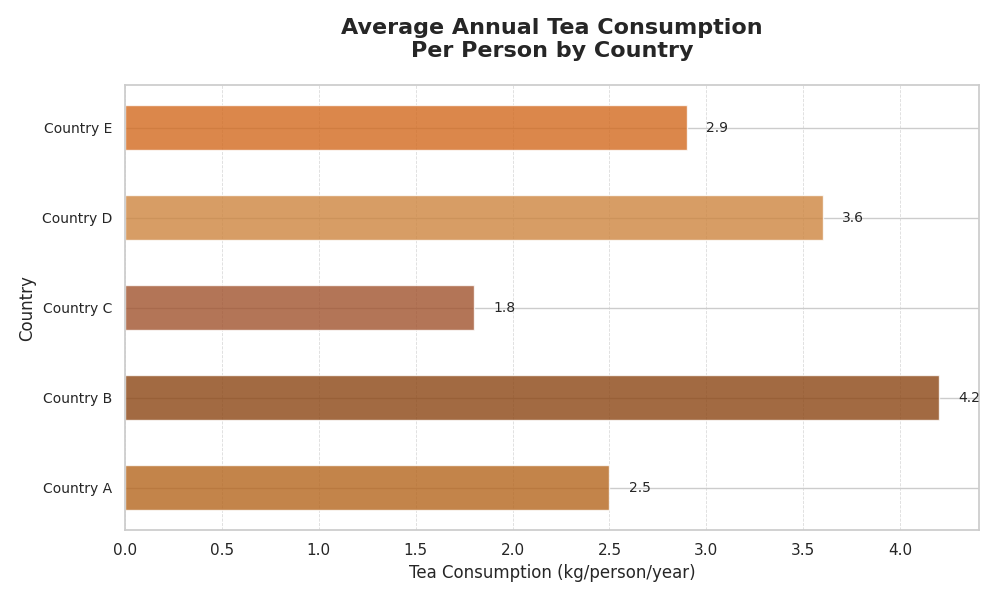 Average Annual Tea Consumption
Per Person by Country
Country
Country E
2.9
Country D
3.6
Country C
1.8
Country B
4.2
Country A
2.5
0.0 0.5 1.0 1.5 2.0 2.5 3.0 3.5 4.0
Tea Consumption (kg/person/year)